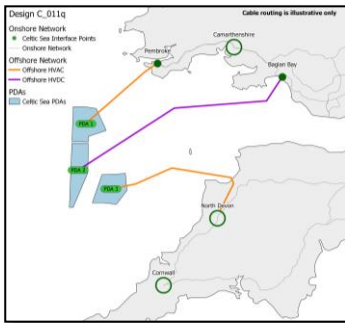 Design C_011q
Cable routing is illustrative only
Onshore Network
Celtic Sea Interface Points
Onshore Network
Offshore Network
Offshore HVAC
Offshore HVDC
PDAs
Celtic Sea PDAs
Carmarthenshire
Pembroke
Baglan Bay
PDA 1
PDA 2
PDA 3
North Devon
Cornwall